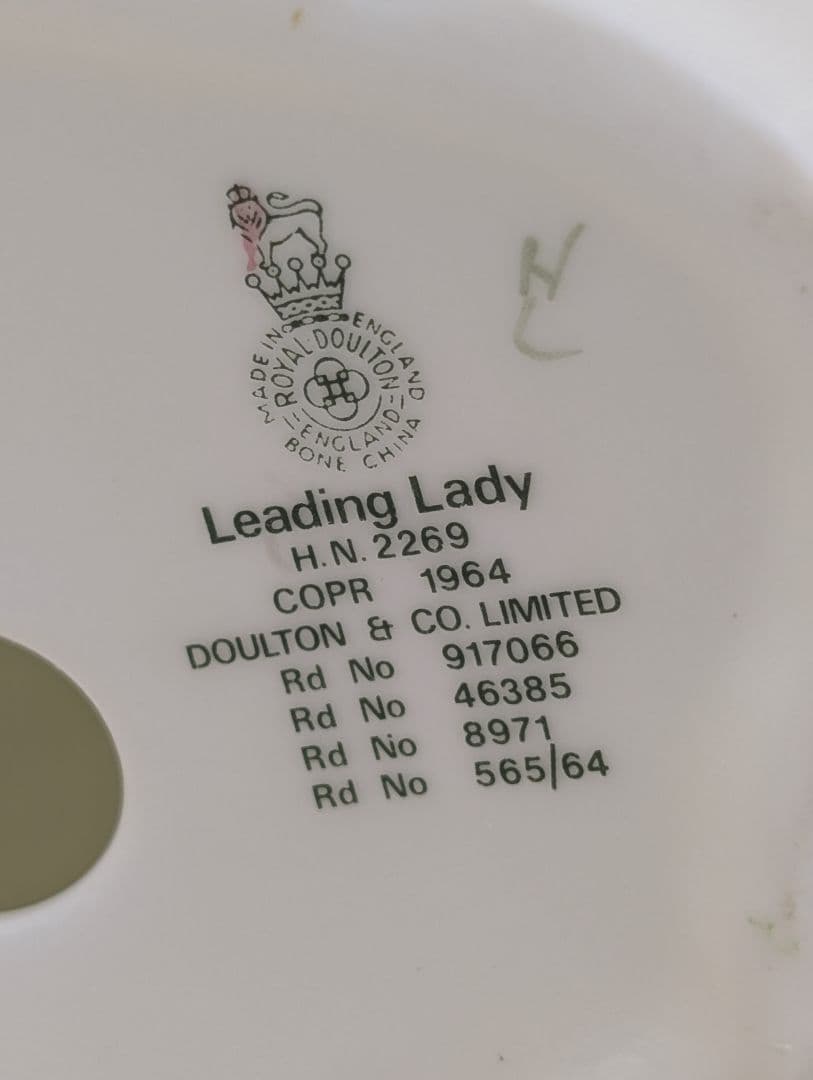 MADE IN ENGLAND
ROYAL DOULTON
ENGLAND
BONE CHINA
Leading Lady
H.N. 2269
COPR 1964
DOULTON & CO. LIMITED
Rd No 917066
Rd No 46385
Rd No 8971
Rd No 565/64